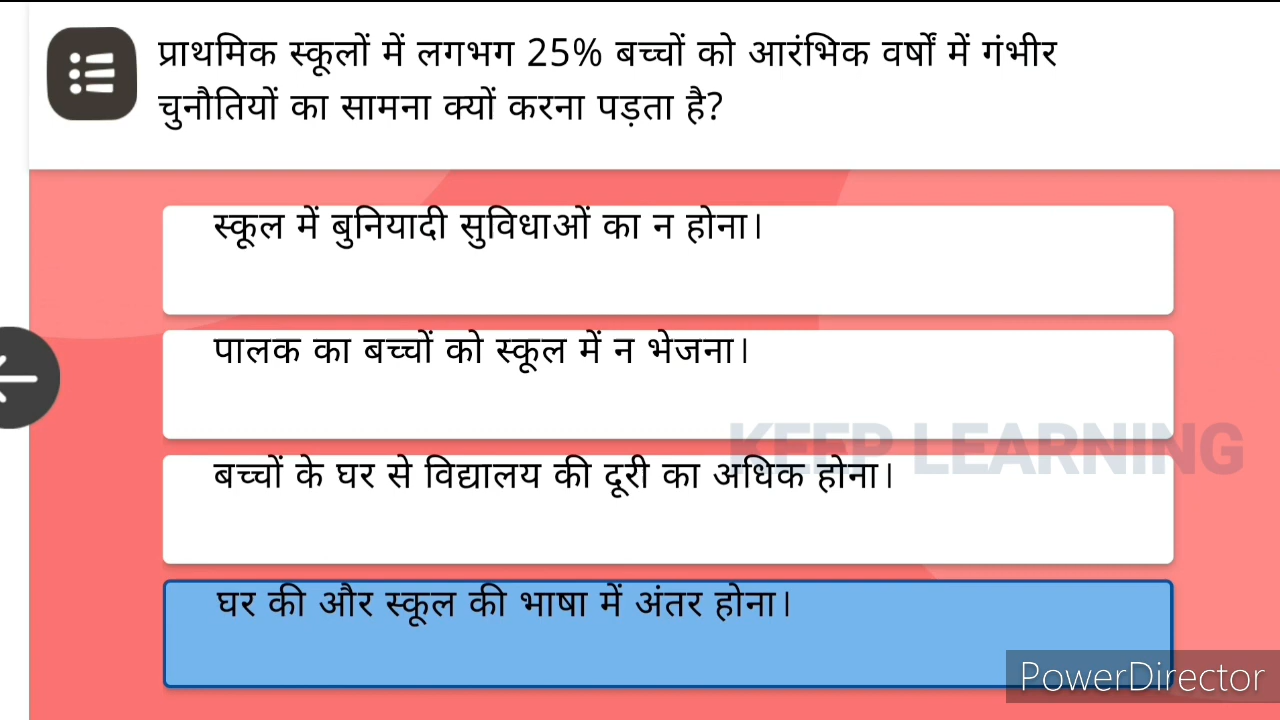 प्राथमिक स्कूलों में लगभग 25% बच्चों को आरंभिक वर्षों में गंभीर
चुनौतियों का सामना क्यों करना पड़ता है?
स्कूल में बुनियादी सुविधाओं का न होना।
पालक का बच्चों को स्कूल में न भेजना।
KEEP LEARNING
बच्चों के घर से विद्यालय की दूरी का अधिक होना।
घर की और स्कूल की भाषा में अंतर होना।
PowerDirector